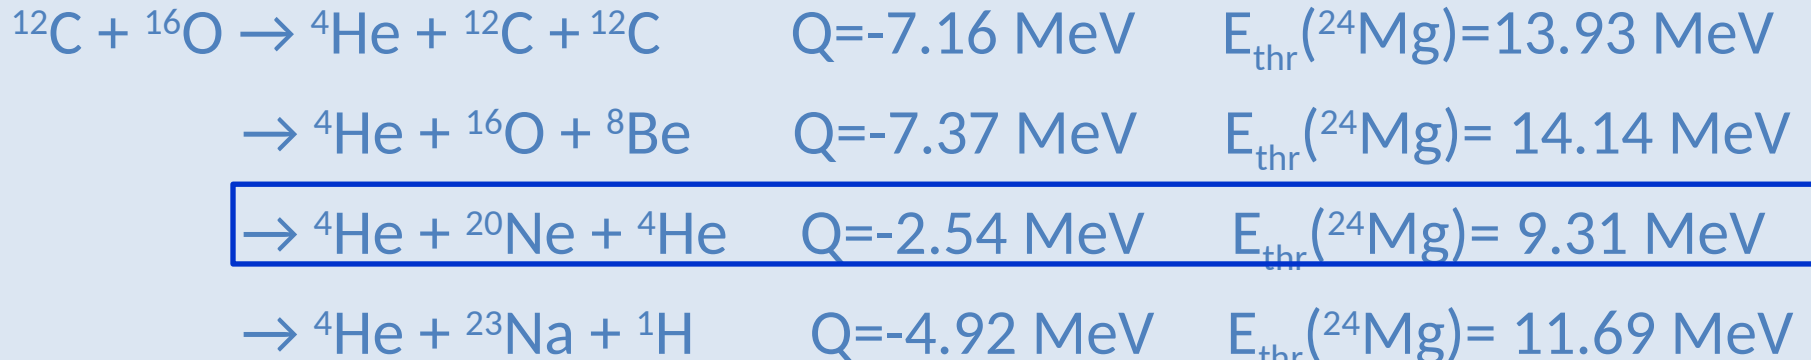 ¹²C + ¹⁶O → ⁴He + ¹²C + ¹²C Q=-7.16 MeV Eₜₕᵣ(²⁴Mg)=13.93 MeV
→ ⁴He + ¹⁶O + ⁸Be Q=-7.37 MeV Eₜₕᵣ(²⁴Mg)= 14.14 MeV
→ ⁴He + ²⁰Ne + ⁴He Q=-2.54 MeV Eₜₕᵣ(²⁴Mg)= 9.31 MeV
→ ⁴He + ²³Na + ¹H Q=-4.92 MeV Eₜₕᵣ(²⁴Mg)= 11.69 MeV